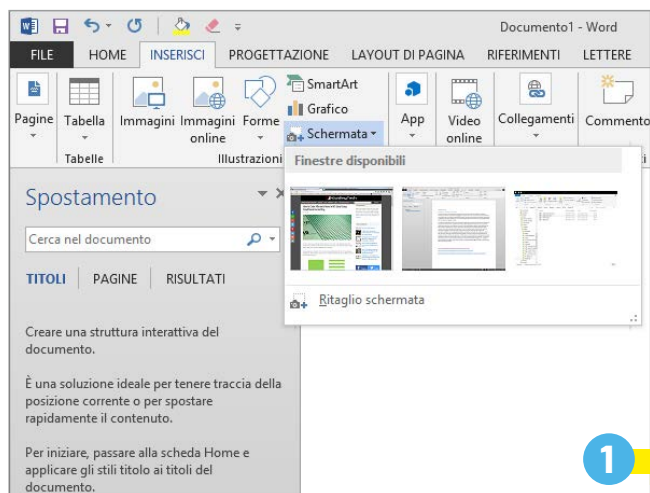 Documento1 - Word
FILE HOME INSERISCI PROGETTAZIONE LAYOUT DI PAGINA RIFERIMENTI LETTERE
Pagine
Tabella
Immagini
Immagini online
Forme
SmartArt
Grafico
Schermata
App
Video online
Collegamenti
Commento
Tabelle
Illustrazioni
Finestre disponibili
Ritaglio schermata
Spostamento
Cerca nel documento
TITOLI PAGINE RISULTATI
Creare una struttura interattiva del
documento.
È una soluzione ideale per tenere traccia della
posizione corrente o per spostare
rapidamente il contenuto.
Per iniziare, passare alla scheda Home e
applicare gli stili titolo ai titoli del
documento.
1